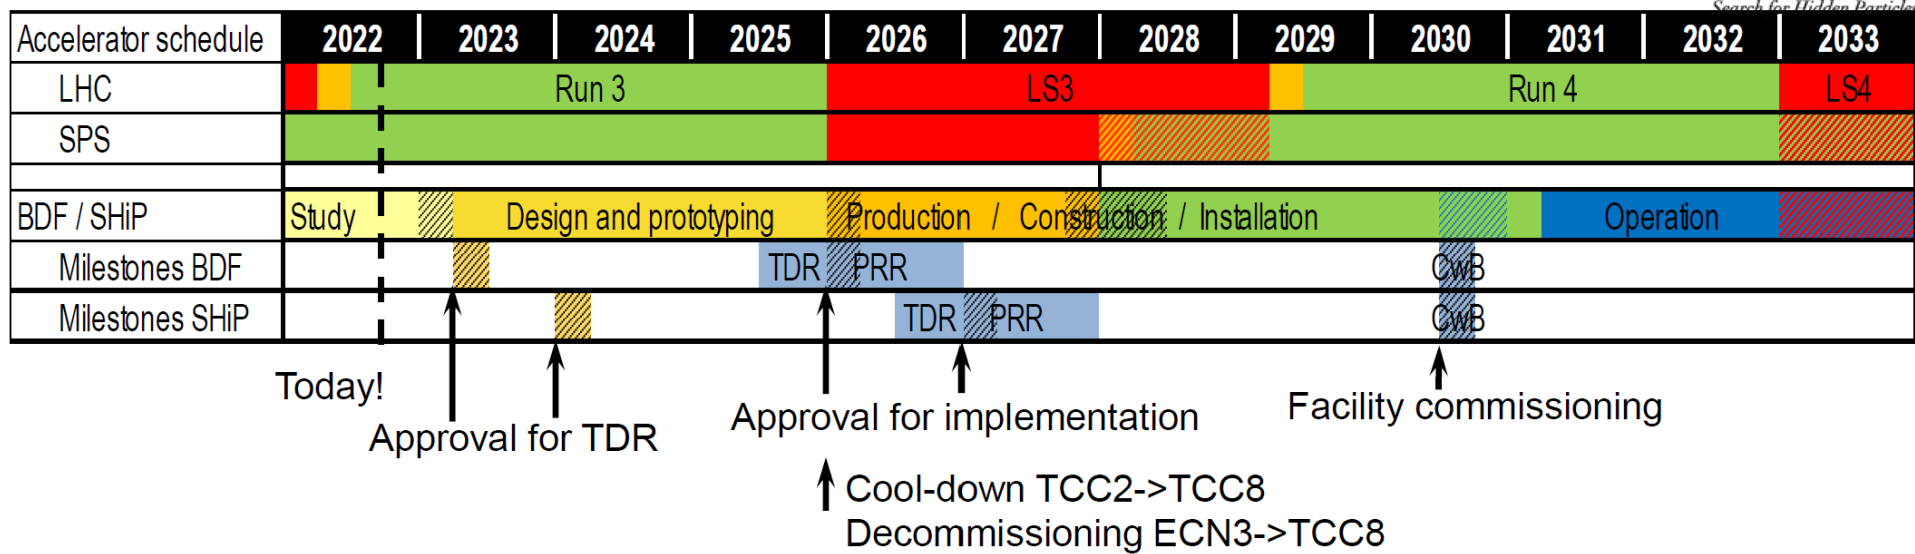 Search for Hidden Particles
Accelerator schedule 2022 2023 2024 2025 2026 2027 2028 2029 2030 2031 2032 2033
LHC Run 3 LS3 Run 4 LS4
SPS
BDF / SHiP Study Design and prototyping Production / Construction / Installation Operation
Milestones BDF TDR PRR CwB
Milestones SHiP TDR PRR CwB
Today!
Approval for TDR
Approval for implementation
Facility commissioning
Cool-down TCC2->TCC8
Decommissioning ECN3->TCC8